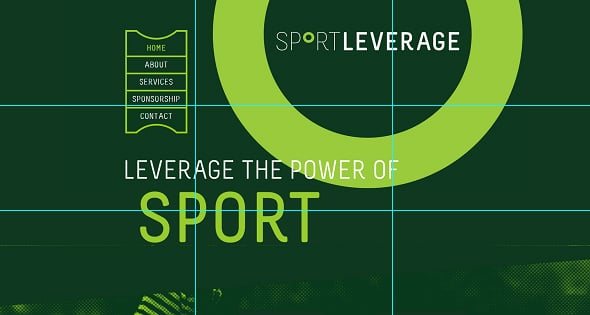 SPORTLEVERAGE
HOME
ABOUT
SERVICES
SPONSORSHIP
CONTACT
LEVERAGE THE POWER OF
SPORT